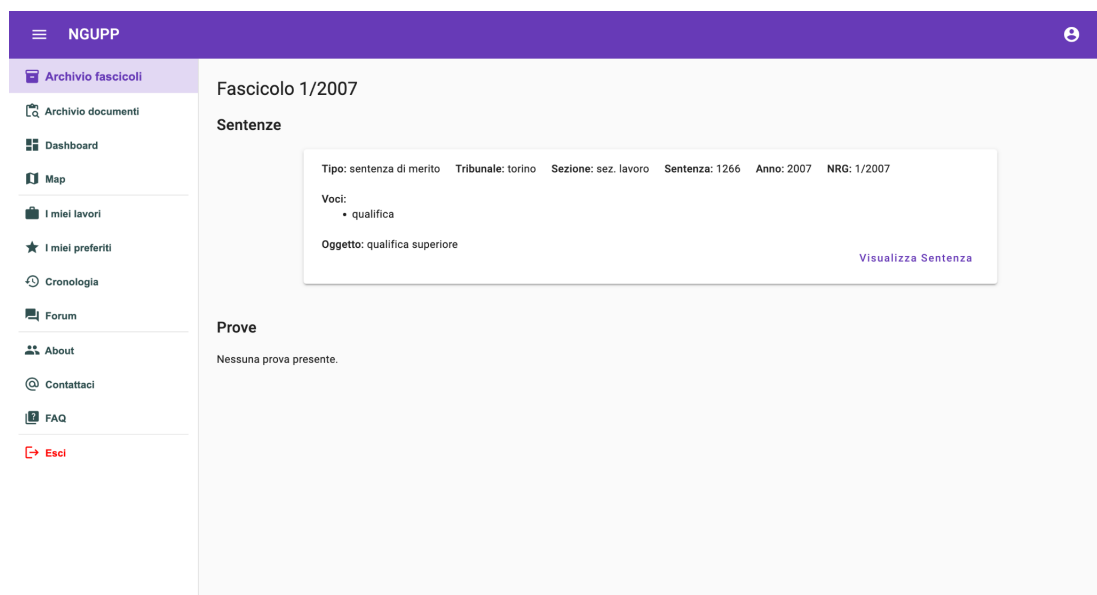 NGUPP
Archivio fascicoli
Archivio documenti
Dashboard
Map
I miei lavori
I miei preferiti
Cronologia
Forum
About
Contattaci
FAQ
Esci
Fascicolo 1/2007
Sentenze
Tipo: sentenza di merito Tribunale: torino Sezione: sez. lavoro Sentenza: 1266 Anno: 2007 NRG: 1/2007
Voci:
• qualifica
Oggetto: qualifica superiore
Visualizza Sentenza
Prove
Nessuna prova presente.